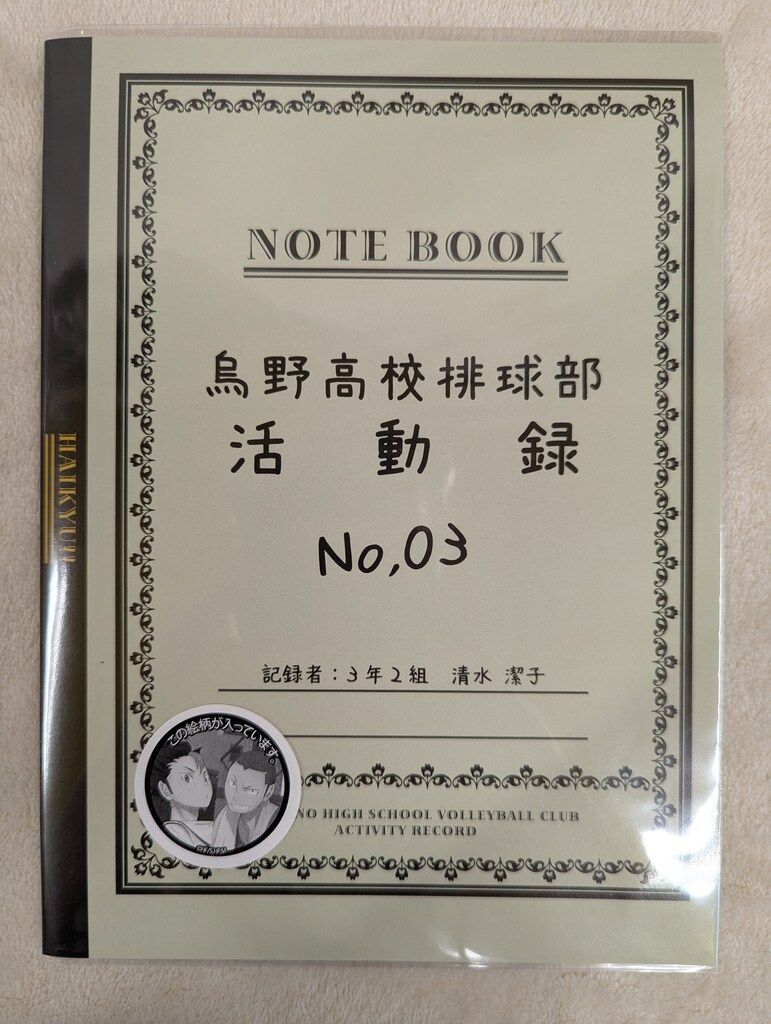 NOTE BOOK
烏野高校排球部
活動録
No,03
記録者：3年2組 清水 潔子
HAIKYU!!
この絵柄が入っています。
NO HIGH SCHOOL VOLLEYBALL CLUB
ACTIVITY RECORD